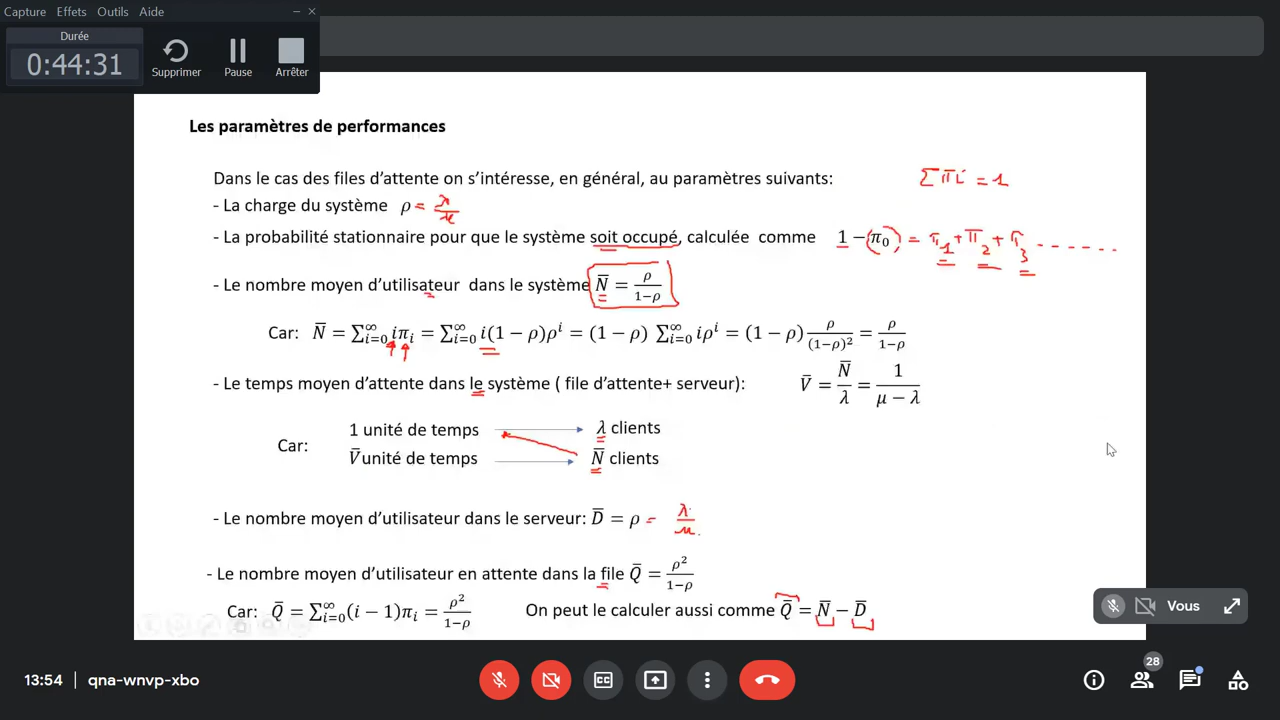 Capture Effets Outils Aide
Durée
0:44:31
Supprimer Pause Arrêter
Les paramètres de performances
Dans le cas des files d'attente on s'intéresse, en général, au paramètres suivants: Σ πi = 1
- La charge du système ρ = λ/μ
- La probabilité stationnaire pour que le système soit occupé, calculée comme 1 − π₀ = π₁ + π₂ + π₃ .......
- Le nombre moyen d'utilisateur dans le système N̄ = ρ/(1−ρ)
Car: N̄ = ∑_{i=0}^{∞} iπᵢ = ∑_{i=0}^{∞} i(1 − ρ)ρⁱ = (1 − ρ) ∑_{i=0}^{∞} iρⁱ = (1 − ρ) ρ/(1−ρ)² = ρ/(1−ρ)
- Le temps moyen d'attente dans le système ( file d'attente+ serveur): V̄ = N̄/λ = 1/(μ − λ)
Car:
1 unité de temps λ clients
V̄ unité de temps N̄ clients
- Le nombre moyen d'utilisateur dans le serveur: D̄ = ρ = λ/μ
- Le nombre moyen d'utilisateur en attente dans la file Q̄ = ρ²/(1−ρ)
Car: Q̄ = ∑_{i=0}^{∞} (i − 1)πᵢ = ρ²/(1−ρ) On peut le calculer aussi comme Q̄ = N̄ − D̄
Vous
13:54 qna-wnvp-xbo
28